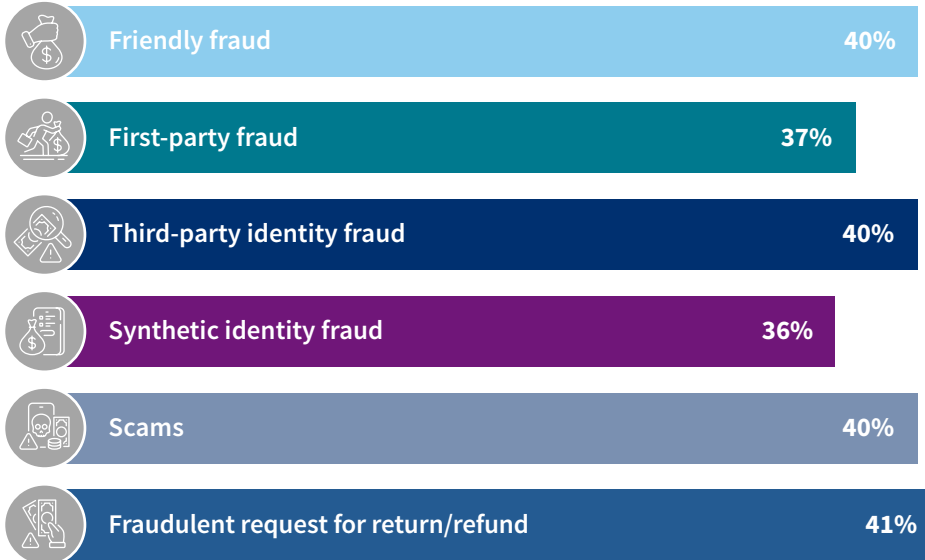 Friendly fraud 40%
First-party fraud 37%
Third-party identity fraud 40%
Synthetic identity fraud 36%
Scams 40%
Fraudulent request for return/refund 41%